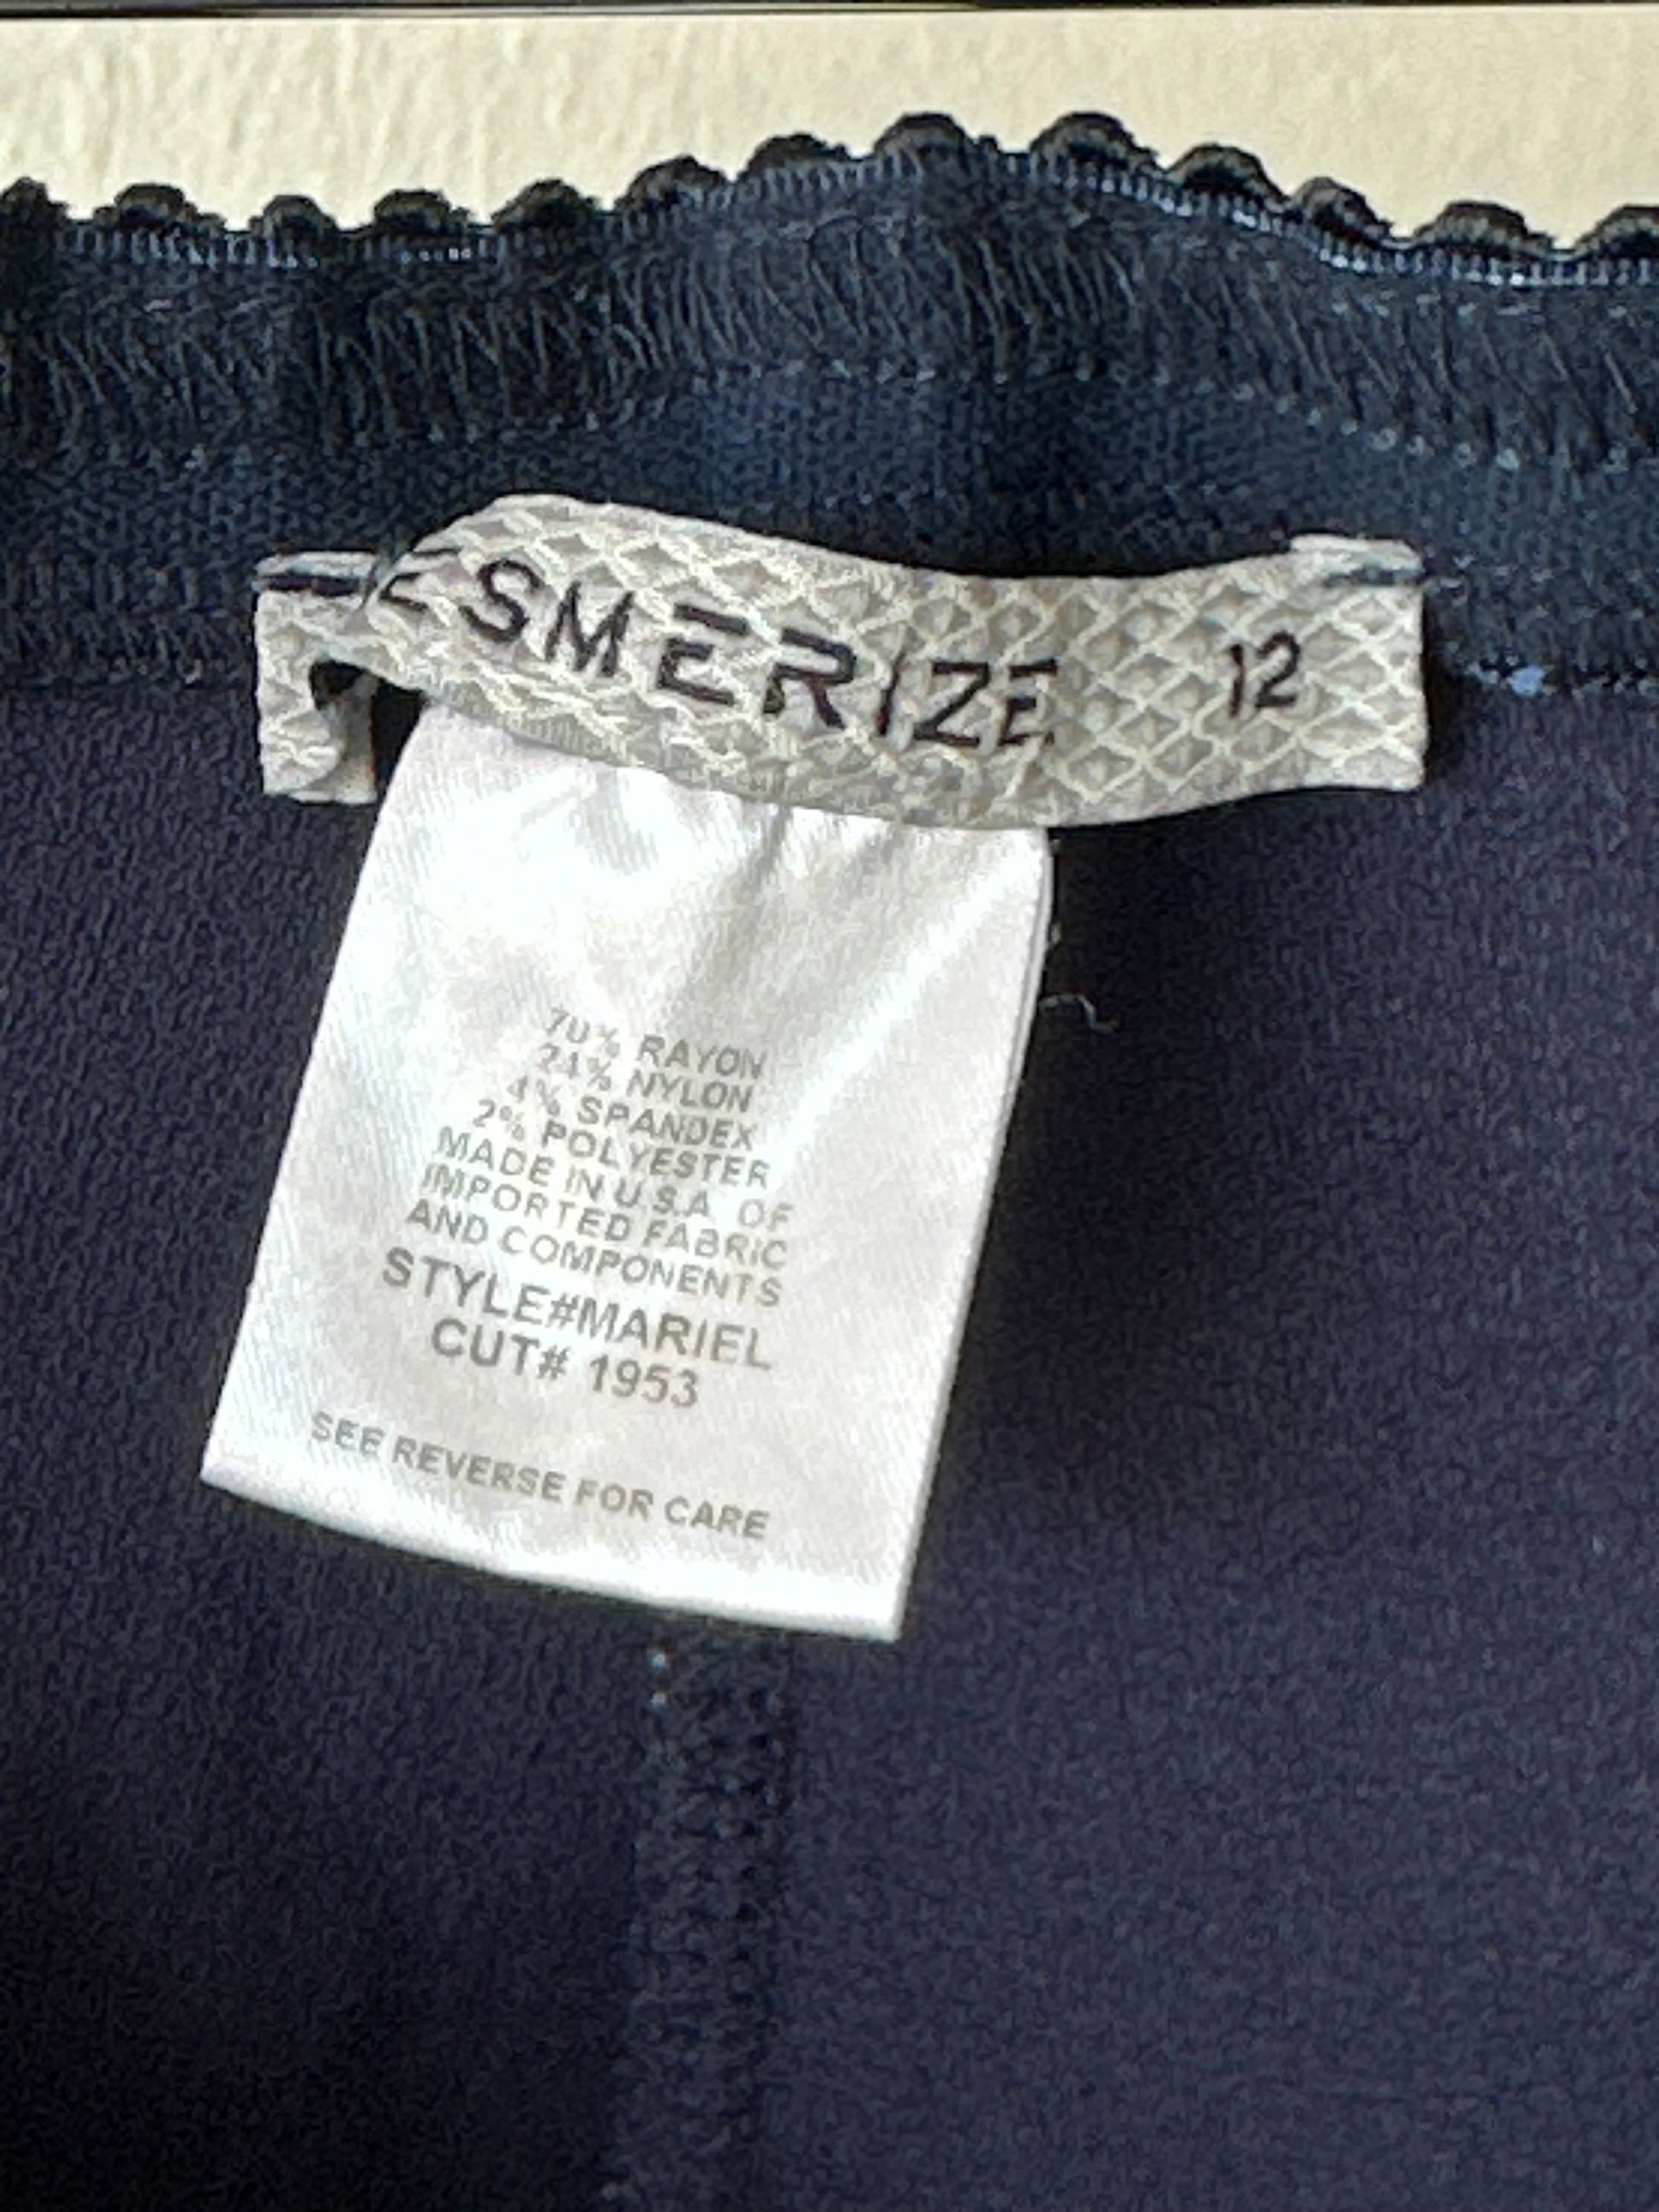 ESMERIZE 12
70% RAYON
24% NYLON
4% SPANDEX
2% POLYESTER
MADE IN U.S.A. OF
IMPORTED FABRIC
AND COMPONENTS
STYLE#MARIEL
CUT# 1953
SEE REVERSE FOR CARE